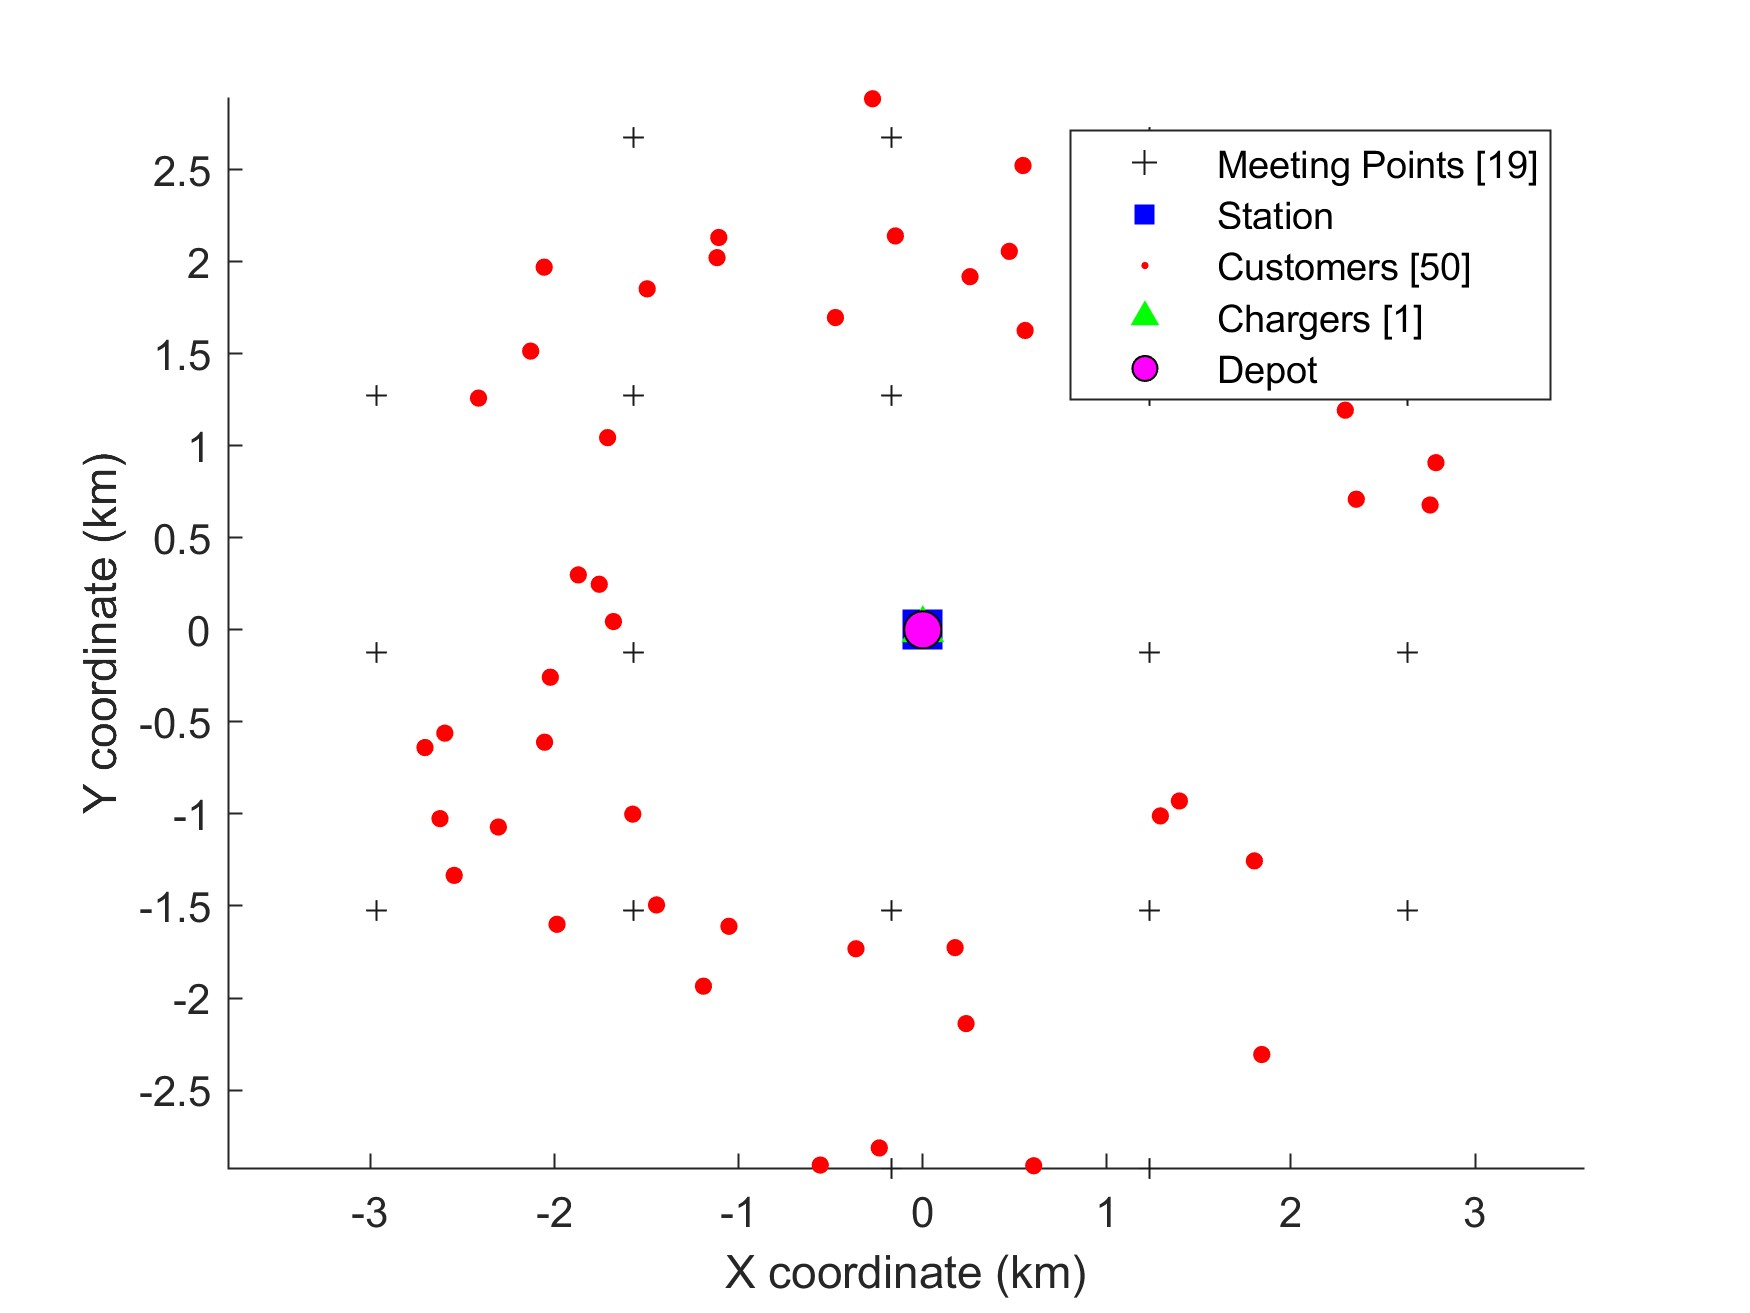 Meeting Points [19]
Station
Customers [50]
Chargers [1]
Depot
2.5
2
1.5
1
0.5
0
-0.5
-1
-1.5
-2
-2.5
Y coordinate (km)
-3 -2 -1 0 1 2 3
X coordinate (km)